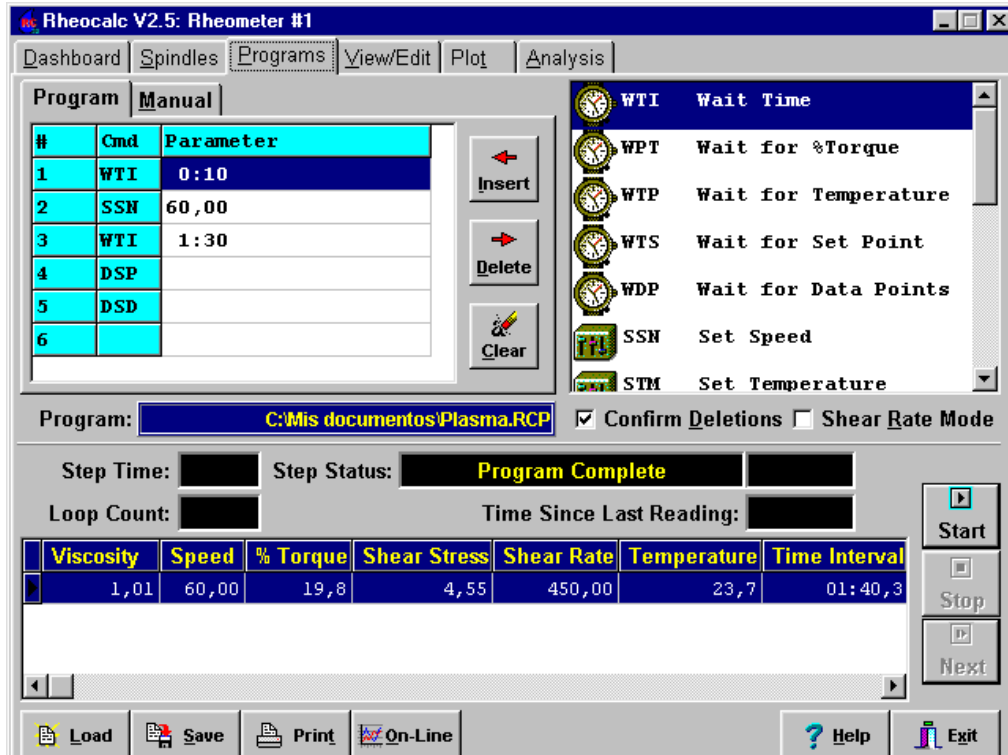 Rheocalc V2.5: Rheometer #1
Dashboard Spindles Programs View/Edit Plot Analysis
Program Manual
# Cmd Parameter
1 WTI 0:10
2 SSN 60,00
3 WTI 1:30
4 DSP
5 DSD
6
Insert
Delete
Clear
WTI Wait Time
WPT Wait for %Torque
WTP Wait for Temperature
WTS Wait for Set Point
WDP Wait for Data Points
SSN Set Speed
STM Set Temperature
Program: C:\Mis documentos\Plasma.RCP
Confirm Deletions Shear Rate Mode
Step Time: Step Status: Program Complete
Loop Count: Time Since Last Reading:
Viscosity Speed % Torque Shear Stress Shear Rate Temperature Time Interval
1,01 60,00 19,8 4,55 450,00 23,7 01:40,3
Start
Stop
Next
Load Save Print On-Line Help Exit